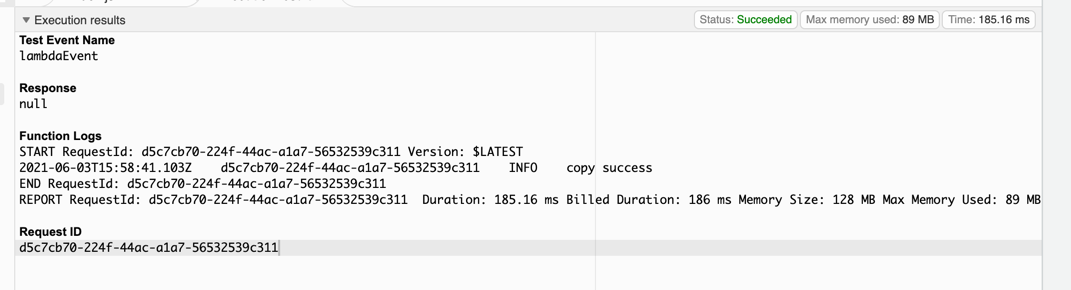 Execution results
Status: Succeeded
Max memory used: 89 MB
Time: 185.16 ms
Test Event Name
lambdaEvent
Response
null
Function Logs
START RequestId: d5c7cb70-224f-44ac-a1a7-56532539c311 Version: $LATEST
2021-06-03T15:58:41.103Z d5c7cb70-224f-44ac-a1a7-56532539c311 INFO copy success
END RequestId: d5c7cb70-224f-44ac-a1a7-56532539c311
REPORT RequestId: d5c7cb70-224f-44ac-a1a7-56532539c311 Duration: 185.16 ms Billed Duration: 186 ms Memory Size: 128 MB Max Memory Used: 89 MB
Request ID
d5c7cb70-224f-44ac-a1a7-56532539c311